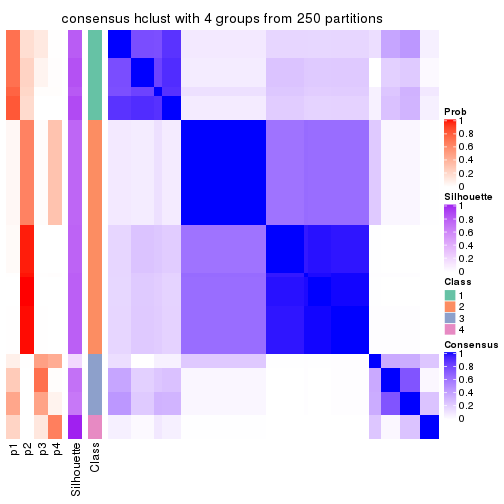 consensus hclust with 4 groups from 250 partitions
Prob
1
0.8
0.6
0.4
0.2
0
Silhouette
1
0.8
0.6
0.4
0.2
0
Class
1
2
3
4
Consensus
1
0.8
0.6
0.4
0.2
0
p1
p2
p3
p4
Silhouette
Class